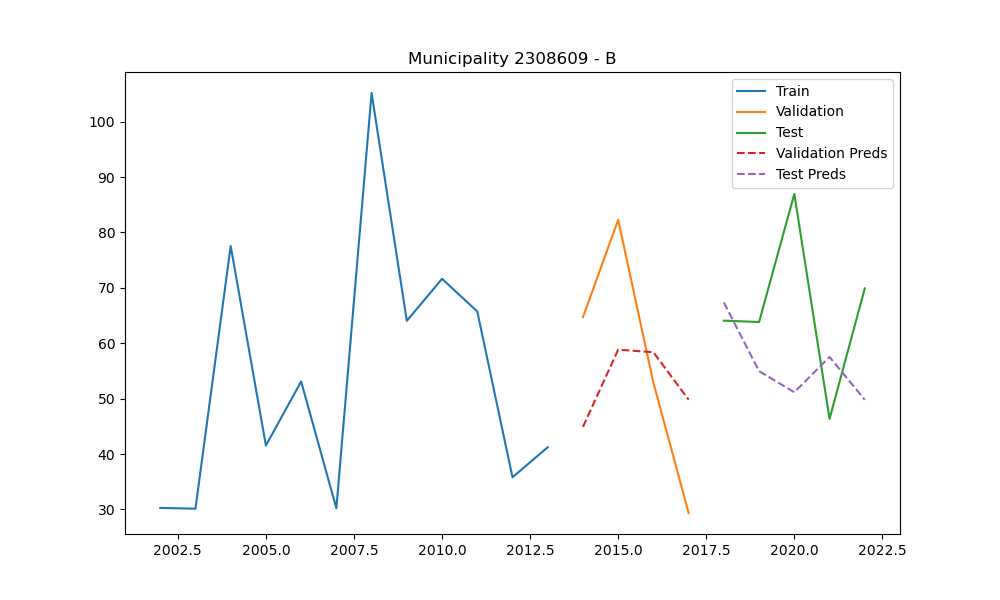 Municipality 2308609 - B
Train
Validation
Test
Validation Preds
Test Preds
100
90
80
70
60
50
40
30
2002.5 2005.0 2007.5 2010.0 2012.5 2015.0 2017.5 2020.0 2022.5